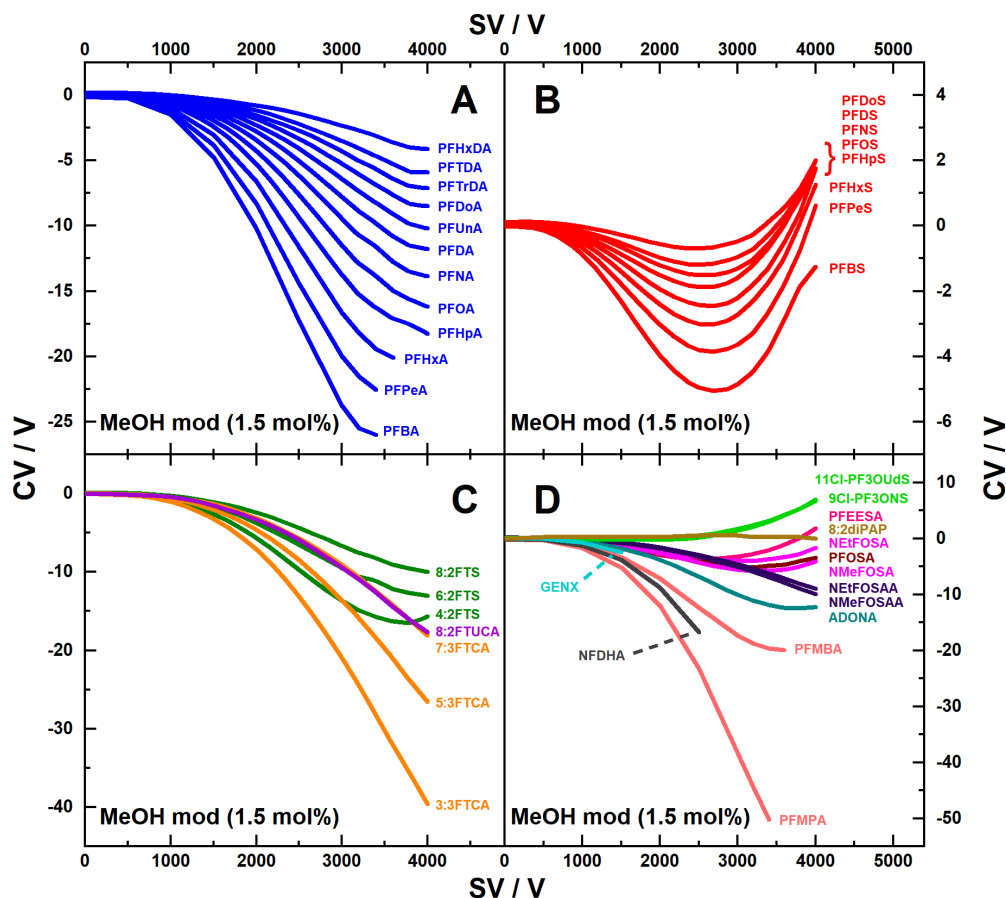 SV / V
0 1000 2000 3000 4000
0 1000 2000 3000 4000 5000
CV / V
0
-5
-10
-15
-20
-25
A
PFHxDA
PFTDA
PFTrDA
PFDoA
PFUnA
PFDA
PFNA
PFOA
PFHpA
PFHxA
PFPeA
PFBA
MeOH mod (1.5 mol%)
B
PFDoS
PFDS
PFNS
PFOS
PFHpS
}
PFHxS
PFPeS
PFBS
MeOH mod (1.5 mol%)
4
2
0
-2
-4
-6
CV / V
0
-10
-20
-30
-40
C
8:2FTS
6:2FTS
4:2FTS
8:2FTUCA
7:3FTCA
5:3FTCA
3:3FTCA
MeOH mod (1.5 mol%)
D
11Cl-PF3OUdS
9Cl-PF3ONS
PFEESA
8:2diPAP
NEtFOSA
PFOSA
NMeFOSA
NEtFOSAA
NMeFOSAA
ADONA
GENX
NFDHA
PFMBA
PFMPA
MeOH mod (1.5 mol%)
10
0
-10
-20
-30
-40
-50
0 1000 2000 3000 4000
0 1000 2000 3000 4000 5000
SV / V